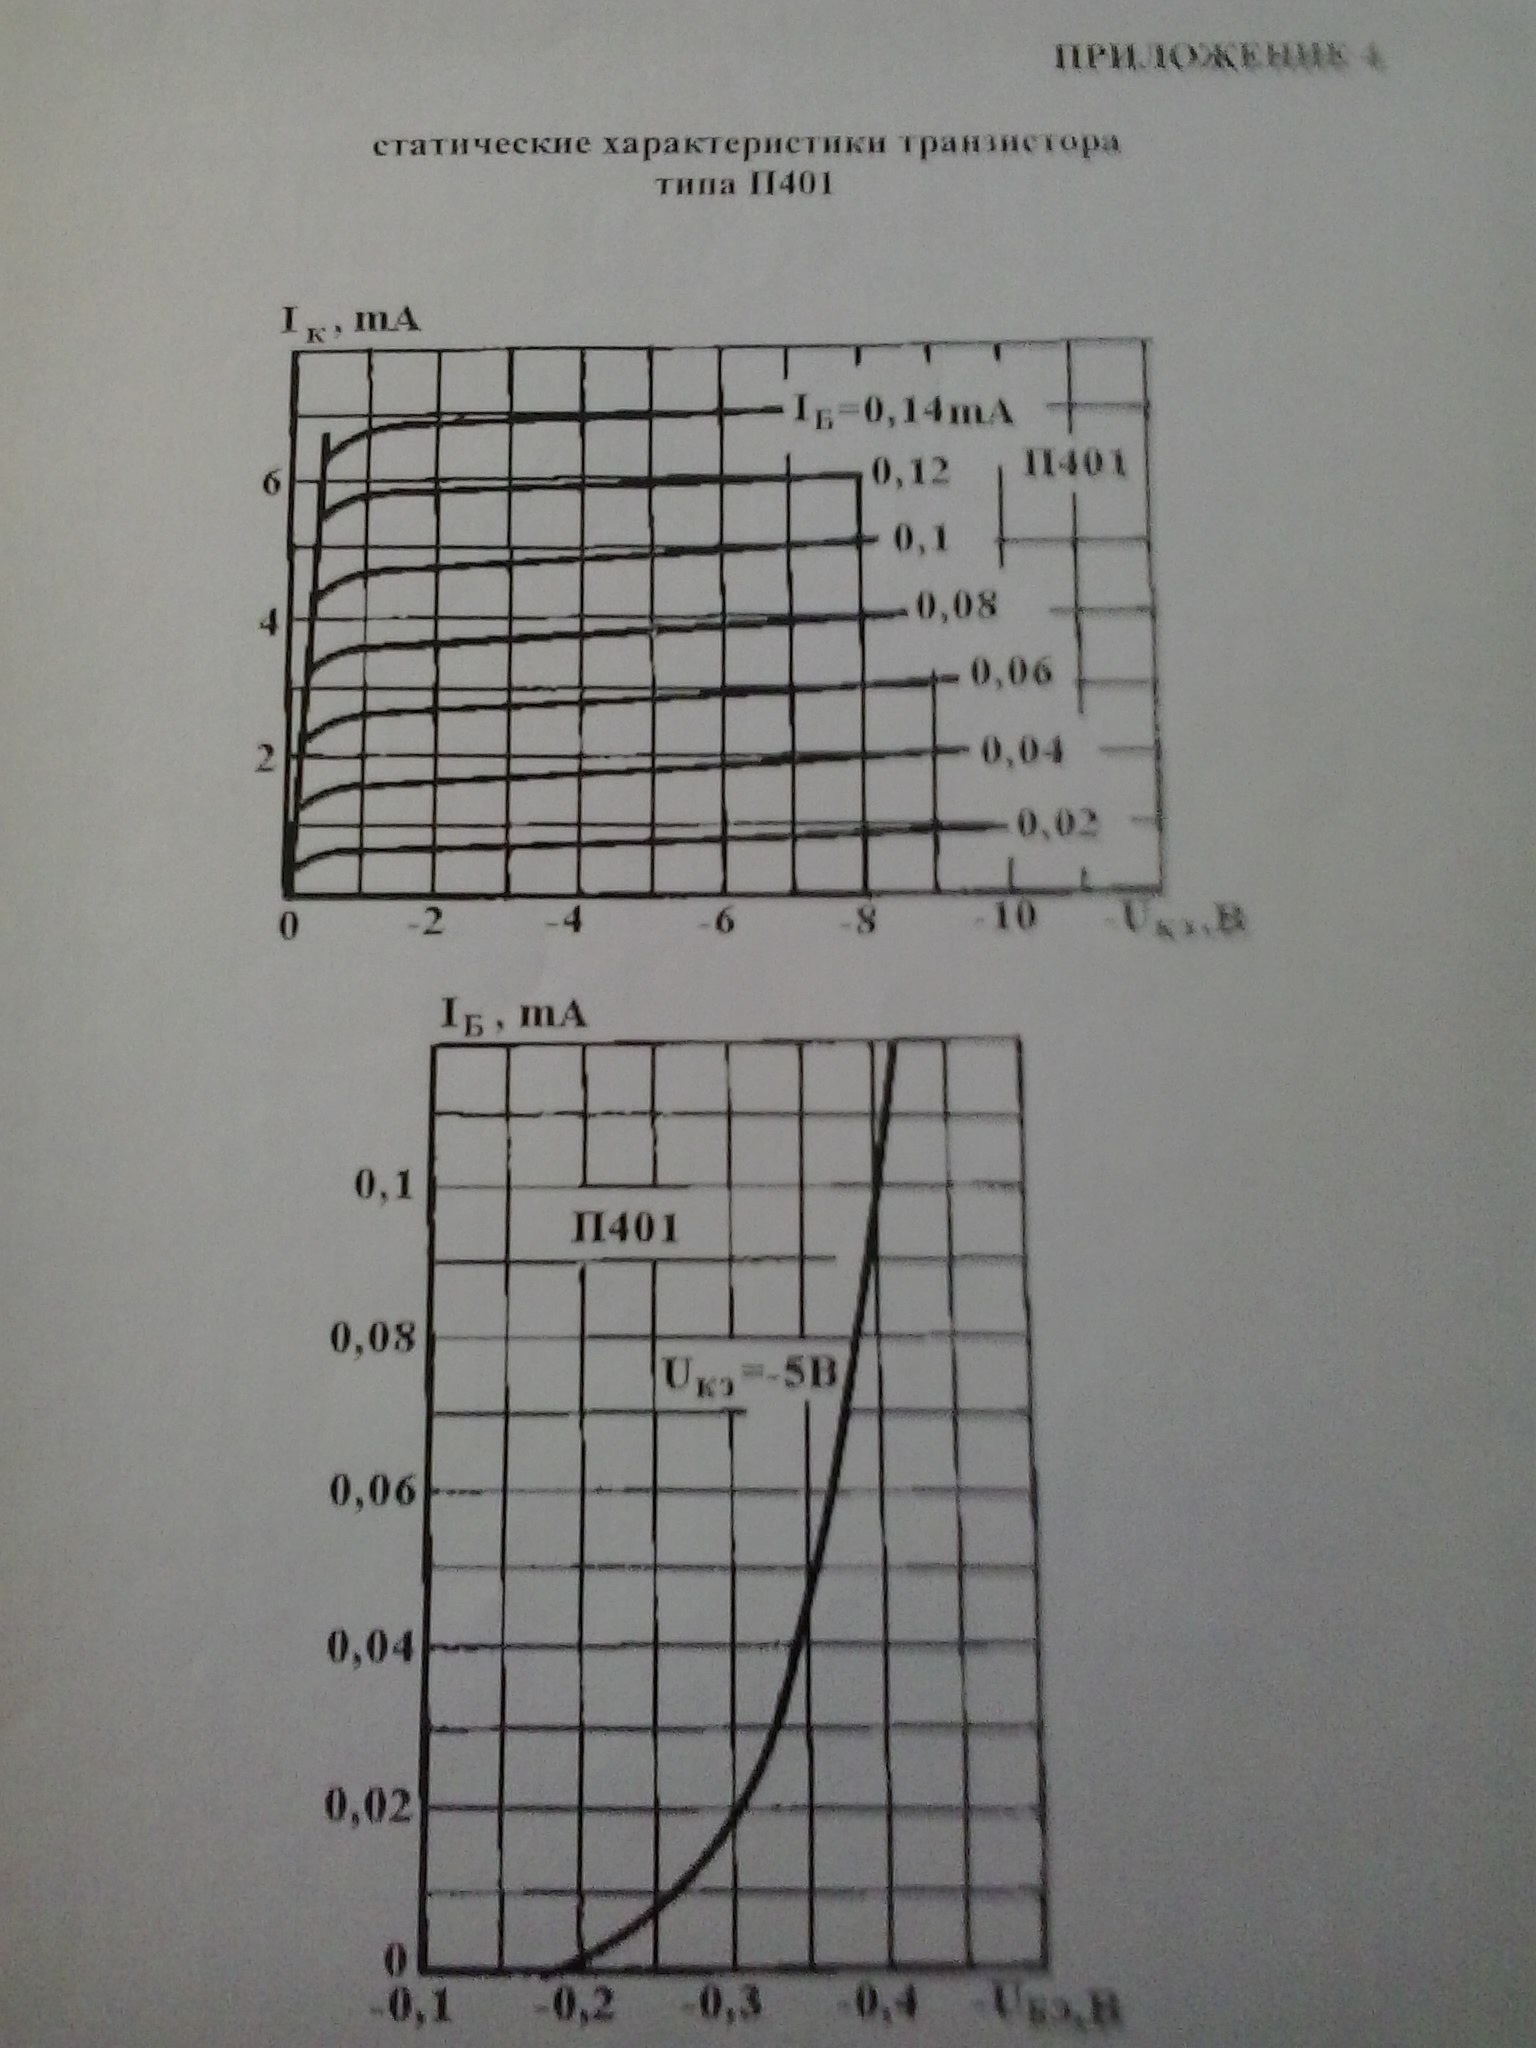 ПРИЛОЖЕНИЕ 4
статические характеристики транзистора
типа П401
Iк, mA
IБ=0,14mA
6
0,12
П401
0,1
4
0,08
0,06
2
0,04
0,02
0 -2 -4 -6 -8 -10 -Uкэ,В
IБ, mA
0,1
П401
0,08
Uкэ=-5В
0,06
0,04
0,02
0
-0,1 -0,2 -0,3 -0,4 -UБЭ,В